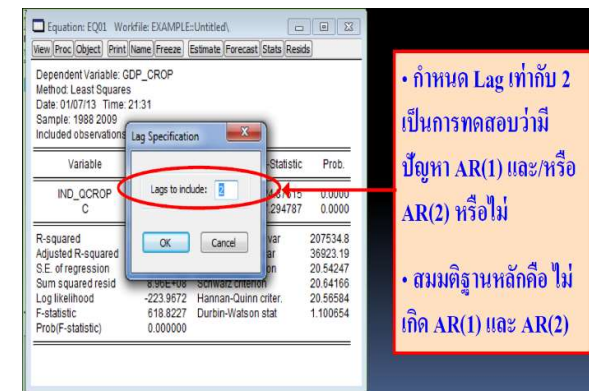 Equation: EQ01 Workfile: EXAMPLE::Untitled\
View Proc Object Print Name Freeze Estimate Forecast Stats Resids
Dependent Variable: GDP_CROP
Method: Least Squares
Date: 01/07/13 Time: 21:31
Sample: 1988 2009
Included observations
Lag Specification
Variable -Statistic Prob.
Lags to include: 2
IND_QCROP 0.0000
C .294787 0.0000
OK Cancel
R-squared var 207534.8
Adjusted R-squared ar 36923.19
S.E. of regression on 20.54247
Sum squared resid 8.96E+08 Schwarz criterion 20.64166
Log likelihood -223.9672 Hannan-Quinn criter. 20.56584
F-statistic 618.8227 Durbin-Watson stat 1.100654
Prob(F-statistic) 0.000000
• กำหนด Lag เท่ากับ 2
เป็นการทดสอบว่ามี
ปัญหา AR(1) และ/หรือ
AR(2) หรือไม่
• สมมติฐานหลักคือ ไม่
เกิด AR(1) และ AR(2)